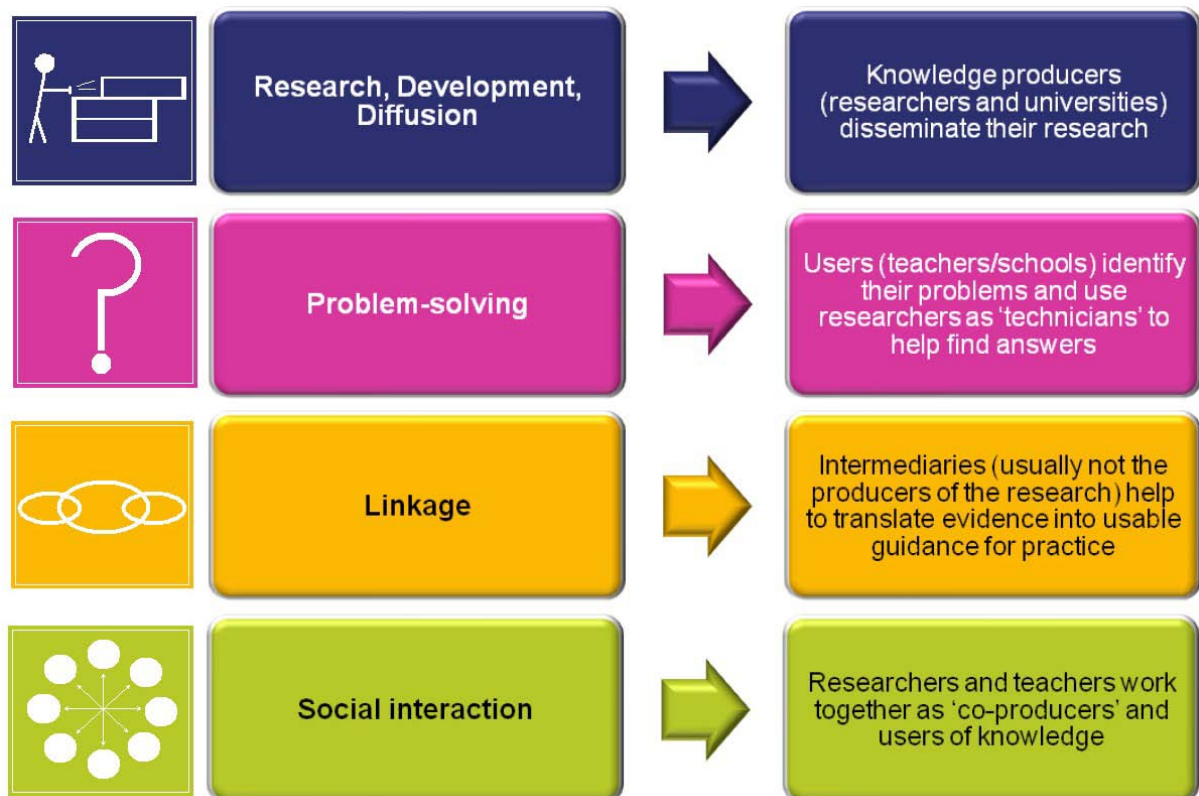 Research, Development,
Diffusion
Knowledge producers
(researchers and universities)
disseminate their research
Problem-solving
Users (teachers/schools) identify
their problems and use
researchers as ‘technicians’ to
help find answers
Linkage
Intermediaries (usually not the
producers of the research) help
to translate evidence into usable
guidance for practice
Social interaction
Researchers and teachers work
together as ‘co-producers’ and
users of knowledge